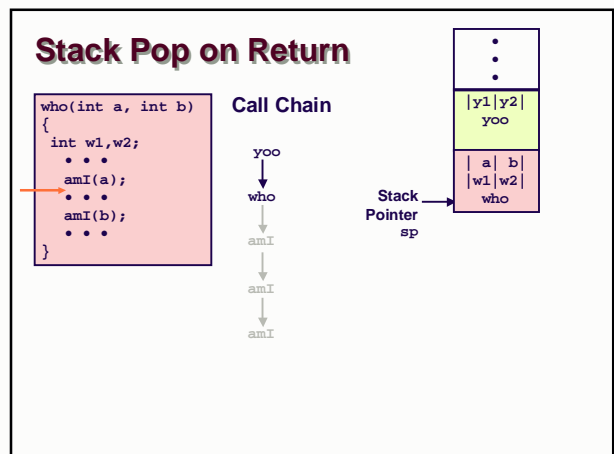 Stack Pop on Return
who(int a, int b)
{
int w1,w2;
• • •
amI(a);
• • •
amI(b);
• • •
}
Call Chain
yoo
who
amI
amI
amI
Stack
Pointer
sp
•
•
•
|y1|y2|
yoo
| a| b|
|w1|w2|
who